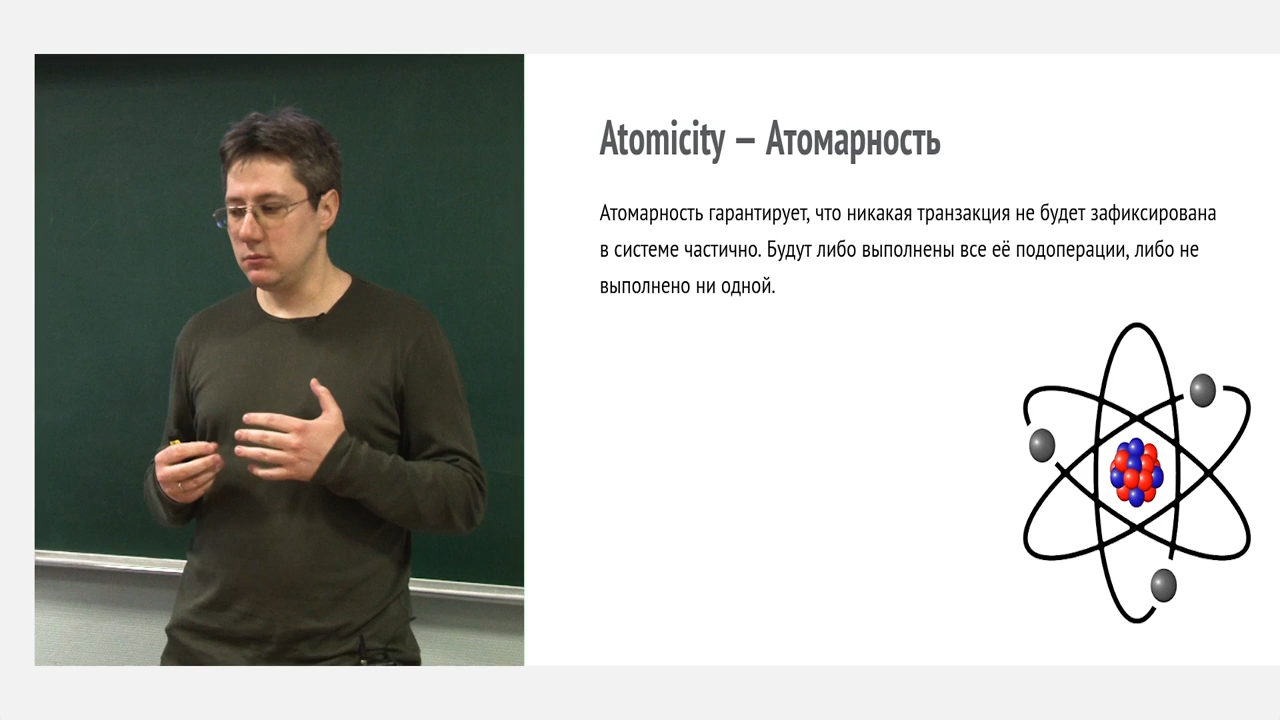 Atomicity — Атомарность
Атомарность гарантирует, что никакая транзакция не будет зафиксирована
в системе частично. Будут либо выполнены все её подоперации, либо не
выполнено ни одной.